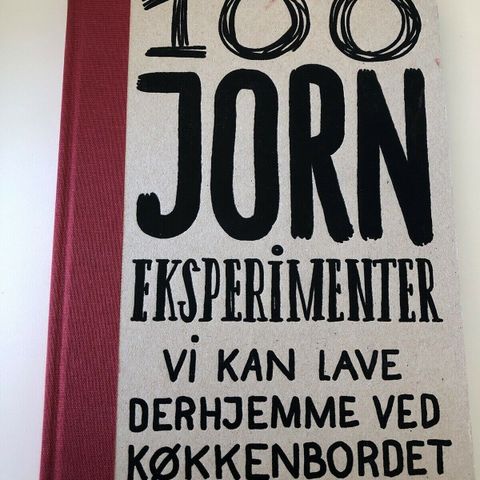 100
JORN
EKSPERIMENTER
Vi KAN LAVE
DERHJEMME VED
KØKKENBORDET